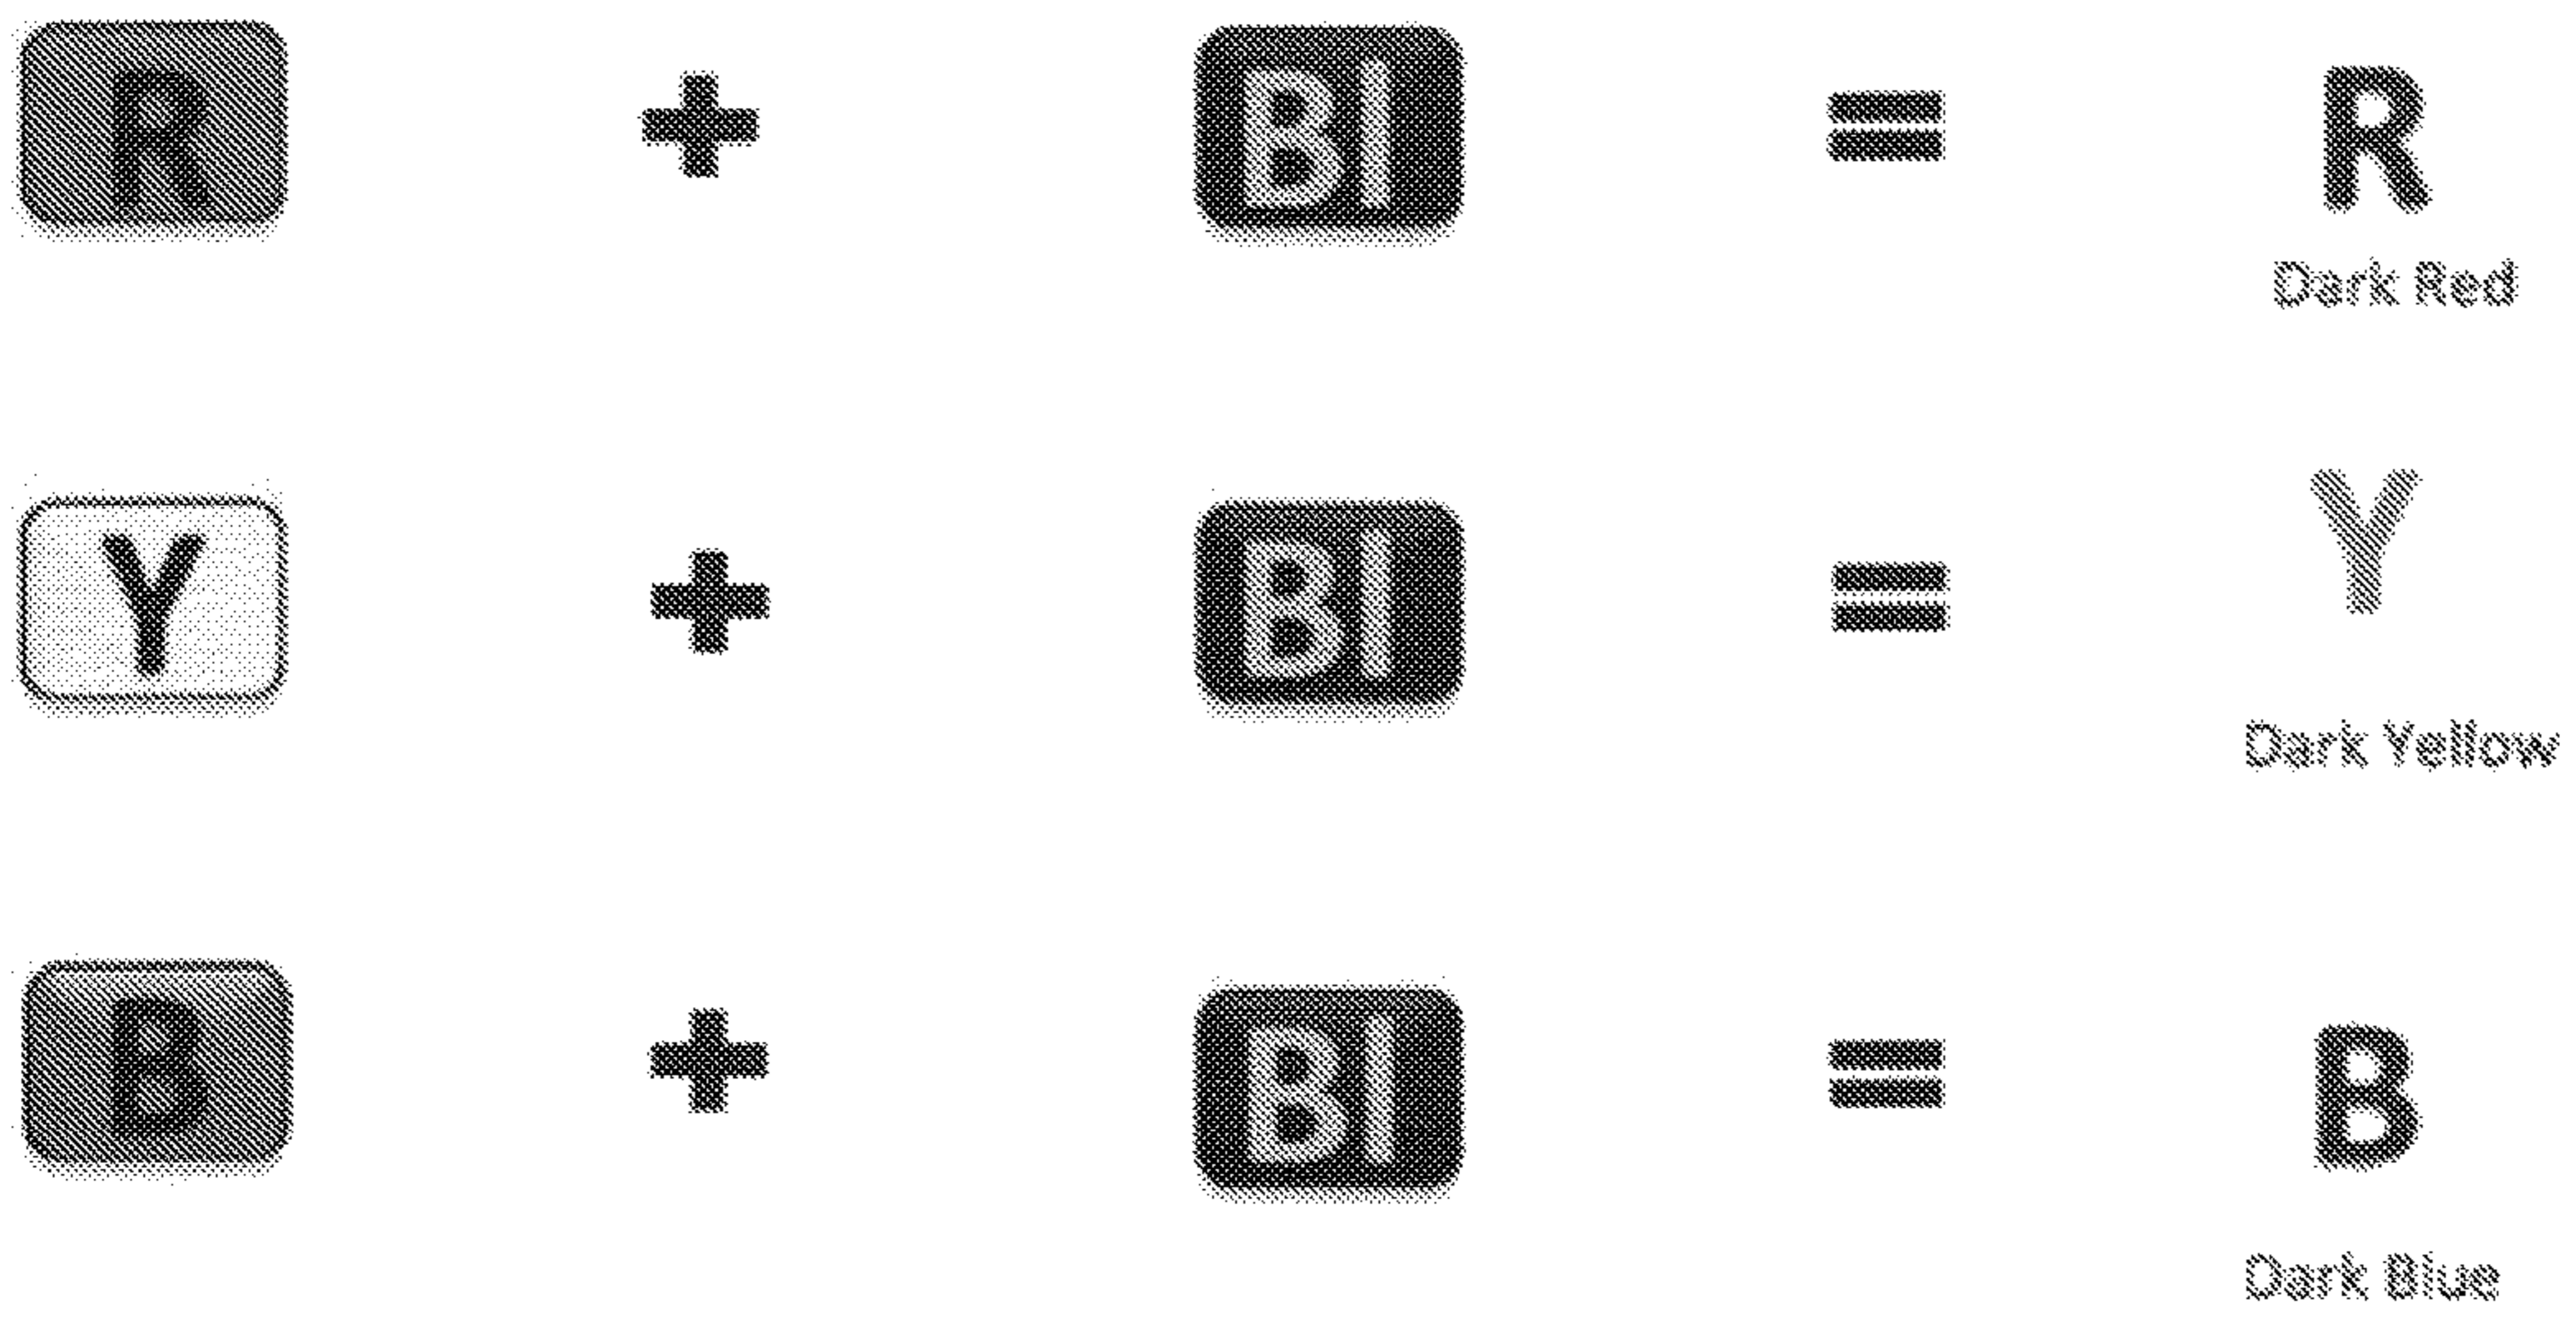 R + Bl = R
Dark Red
Y + Bl = Y
Dark Yellow
B + Bl = B
Dark Blue